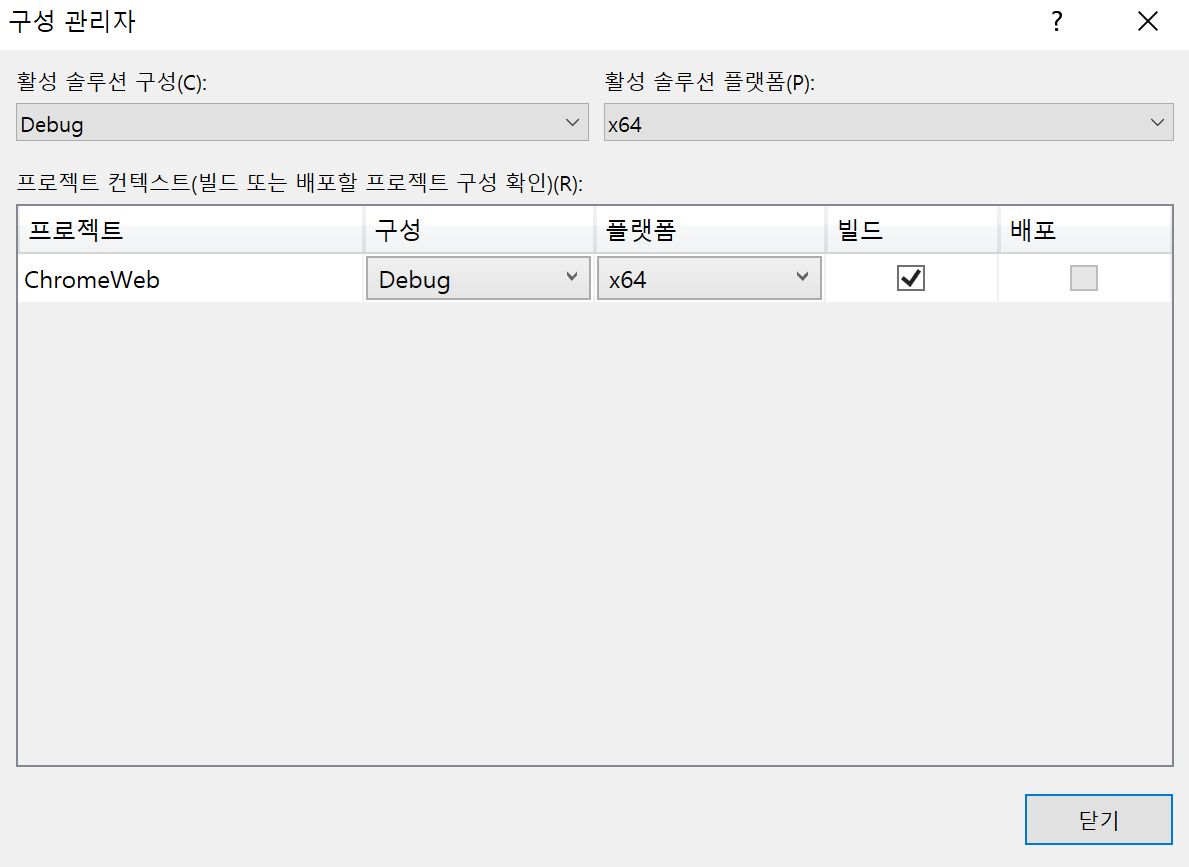 구성 관리자
?
활성 솔루션 구성(C):
활성 솔루션 플랫폼(P):
Debug
x64
프로젝트 컨텍스트(빌드 또는 배포할 프로젝트 구성 확인)(R):
프로젝트 구성 플랫폼 빌드 배포
ChromeWeb Debug x64
닫기